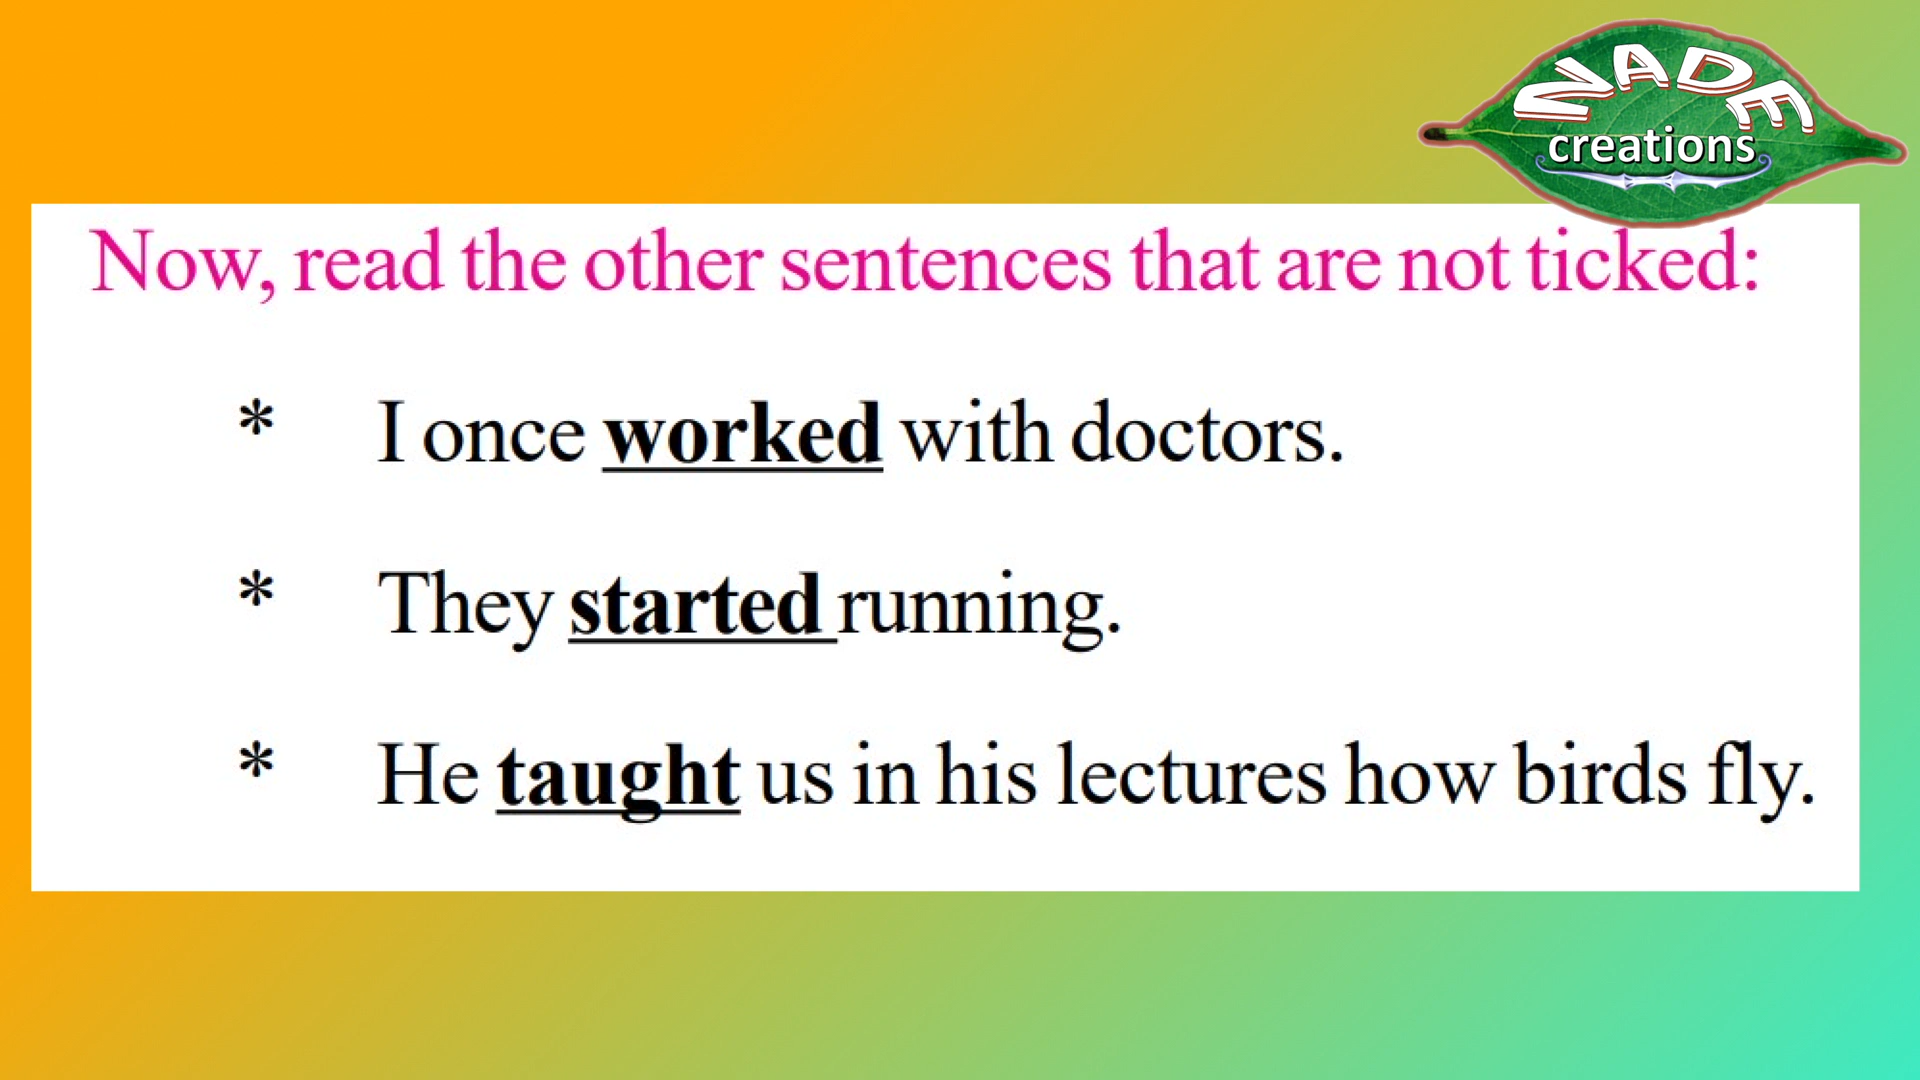 NADE
creations
Now, read the other sentences that are not ticked:
* I once worked with doctors.
* They started running.
* He taught us in his lectures how birds fly.